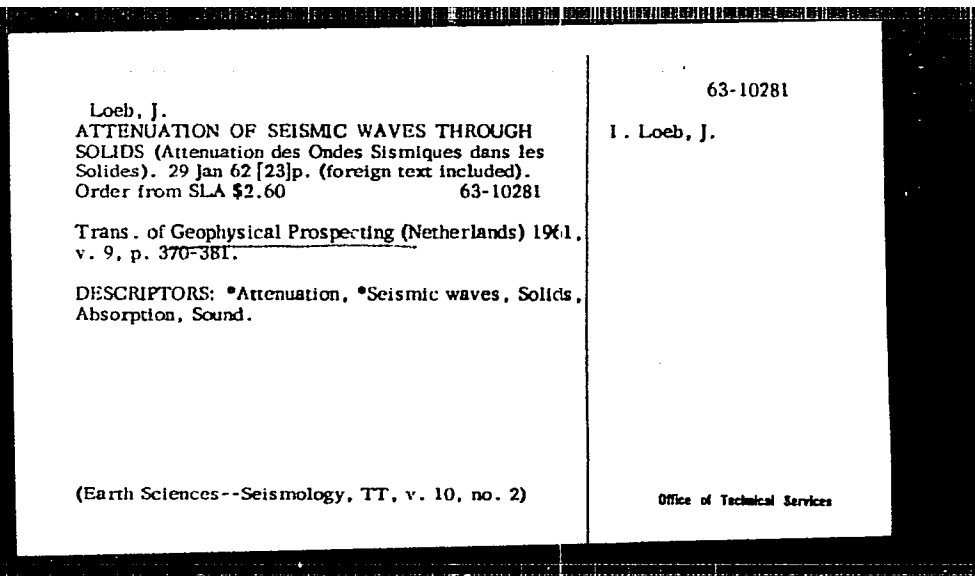 Loeb, J.
ATTENUATION OF SEISMIC WAVES THROUGH
SOLIDS (Attenuation des Ondes Sismiques dans les
Solides). 29 Jan 62 [23]p. (foreign text included).
Order from SLA $2.60 63-10281
Trans. of Geophysical Prospecting (Netherlands) 1961,
v. 9, p. 370-381.
DESCRIPTORS: *Attenuation, *Seismic waves, Solids,
Absorption, Sound.
(Earth Sciences--Seismology, TT, v. 10, no. 2)
63-10281
I. Loeb, J.
Office of Technical Services